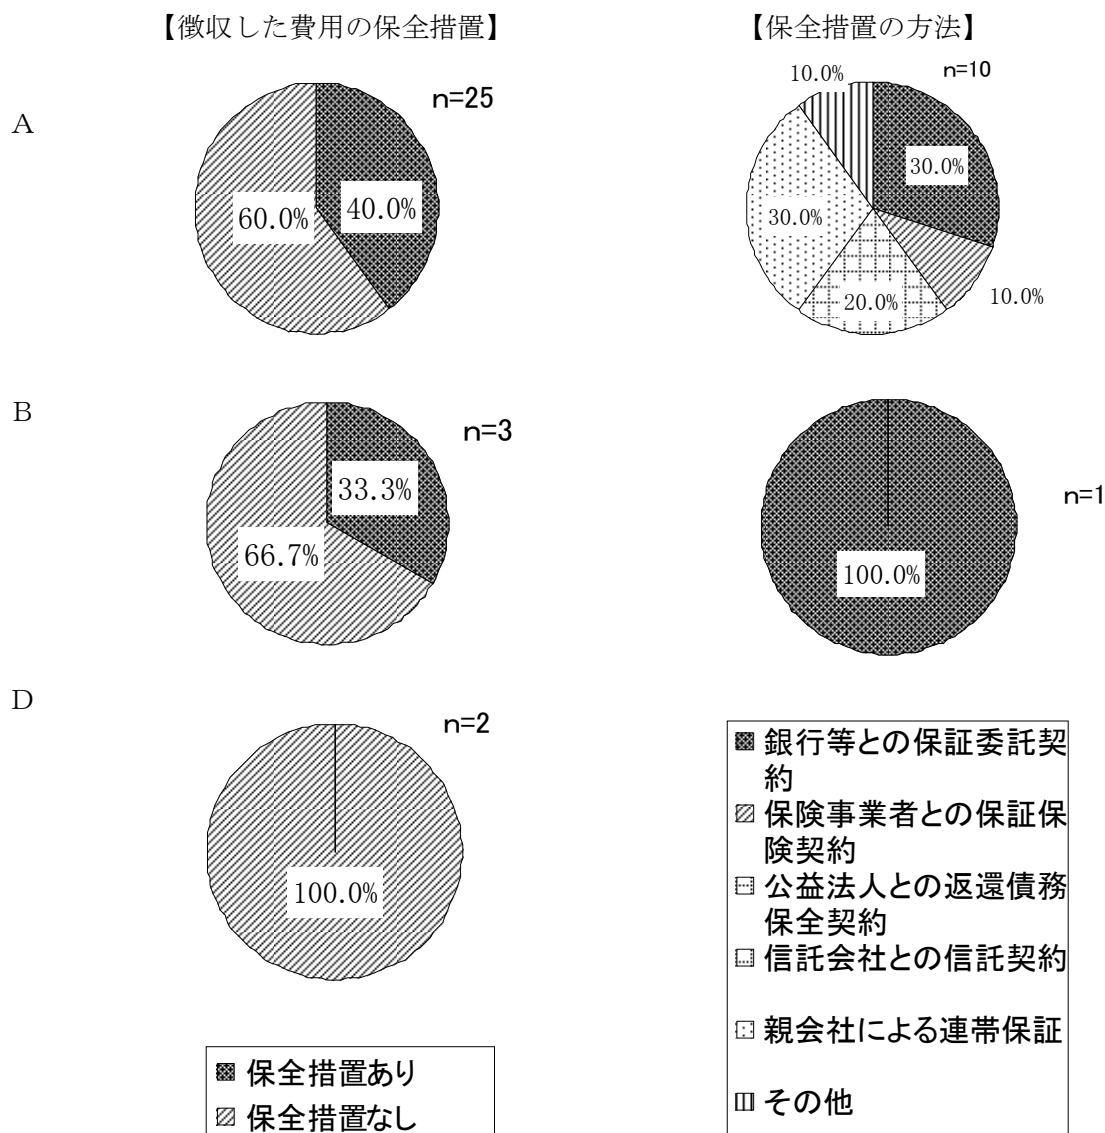 【徴収した費用の保全措置】
【保全措置の方法】
A
n=25
60.0%
40.0%
n=10
10.0%
30.0%
30.0%
20.0%
10.0%
B
n=3
33.3%
66.7%
n=1
100.0%
D
n=2
100.0%
保全措置あり
保全措置なし
銀行等との保証委託契
約
保険事業者との保証保
険契約
公益法人との返還債務
保全契約
信託会社との信託契約
親会社による連帯保証
その他